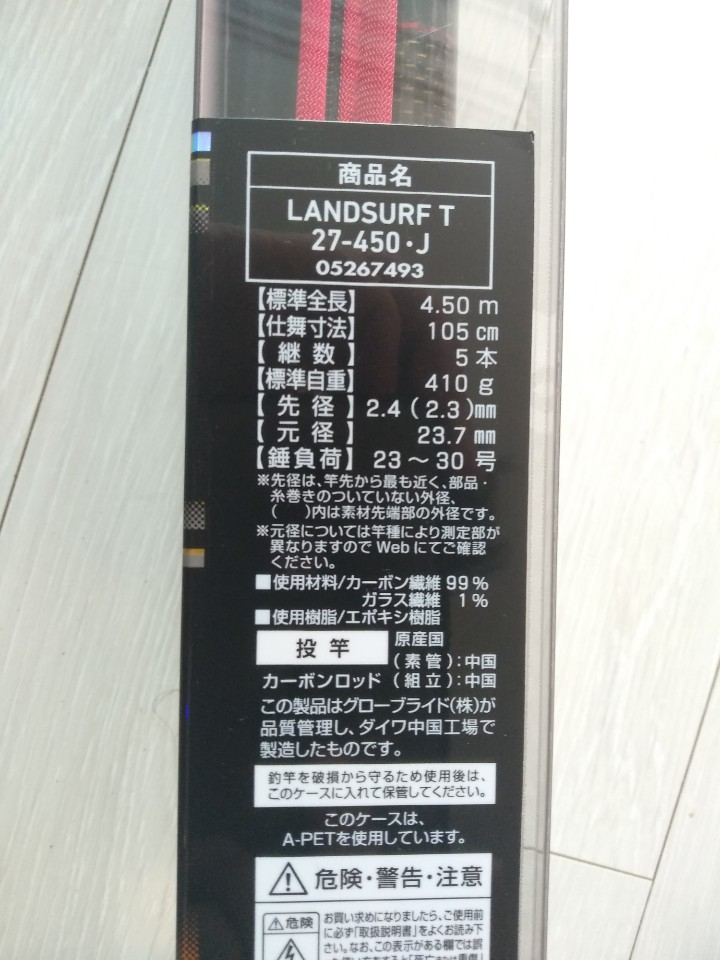 商品名
LANDSURF T
27-450・J
05267493
【標準全長】 4.50 m
【仕舞寸法】 105 cm
【継数】 5 本
【標準自重】 410 g
【先径】 2.4 ( 2.3 )mm
【元径】 23.7 mm
【錘負荷】 23 〜 30 号
※先径は、竿先から最も近く、部品・
糸巻きのついていない外径、
( )内は素材先端部の外径です。
※元径については竿種により測定部が
異なりますので Web にてご確認
ください。
■使用材料/カーボン繊維 99%
ガラス繊維 1%
■使用樹脂/エポキシ樹脂
投竿 原産国
(素管):中国
カーボンロッド (組立):中国
この製品はグローブライド(株)が
品質管理し、ダイワ中国工場で
製造したものです。
釣竿を破損から守るため使用後は、
このケースに入れて保管してください。
このケースは、
A-PETを使用しています。
⚠危険・警告・注意
⚠危険
お買い求めになりましたら、ご使用前
に必ず「取扱説明書」をよくお読み下
さい。なお、この表示がある欄では誤